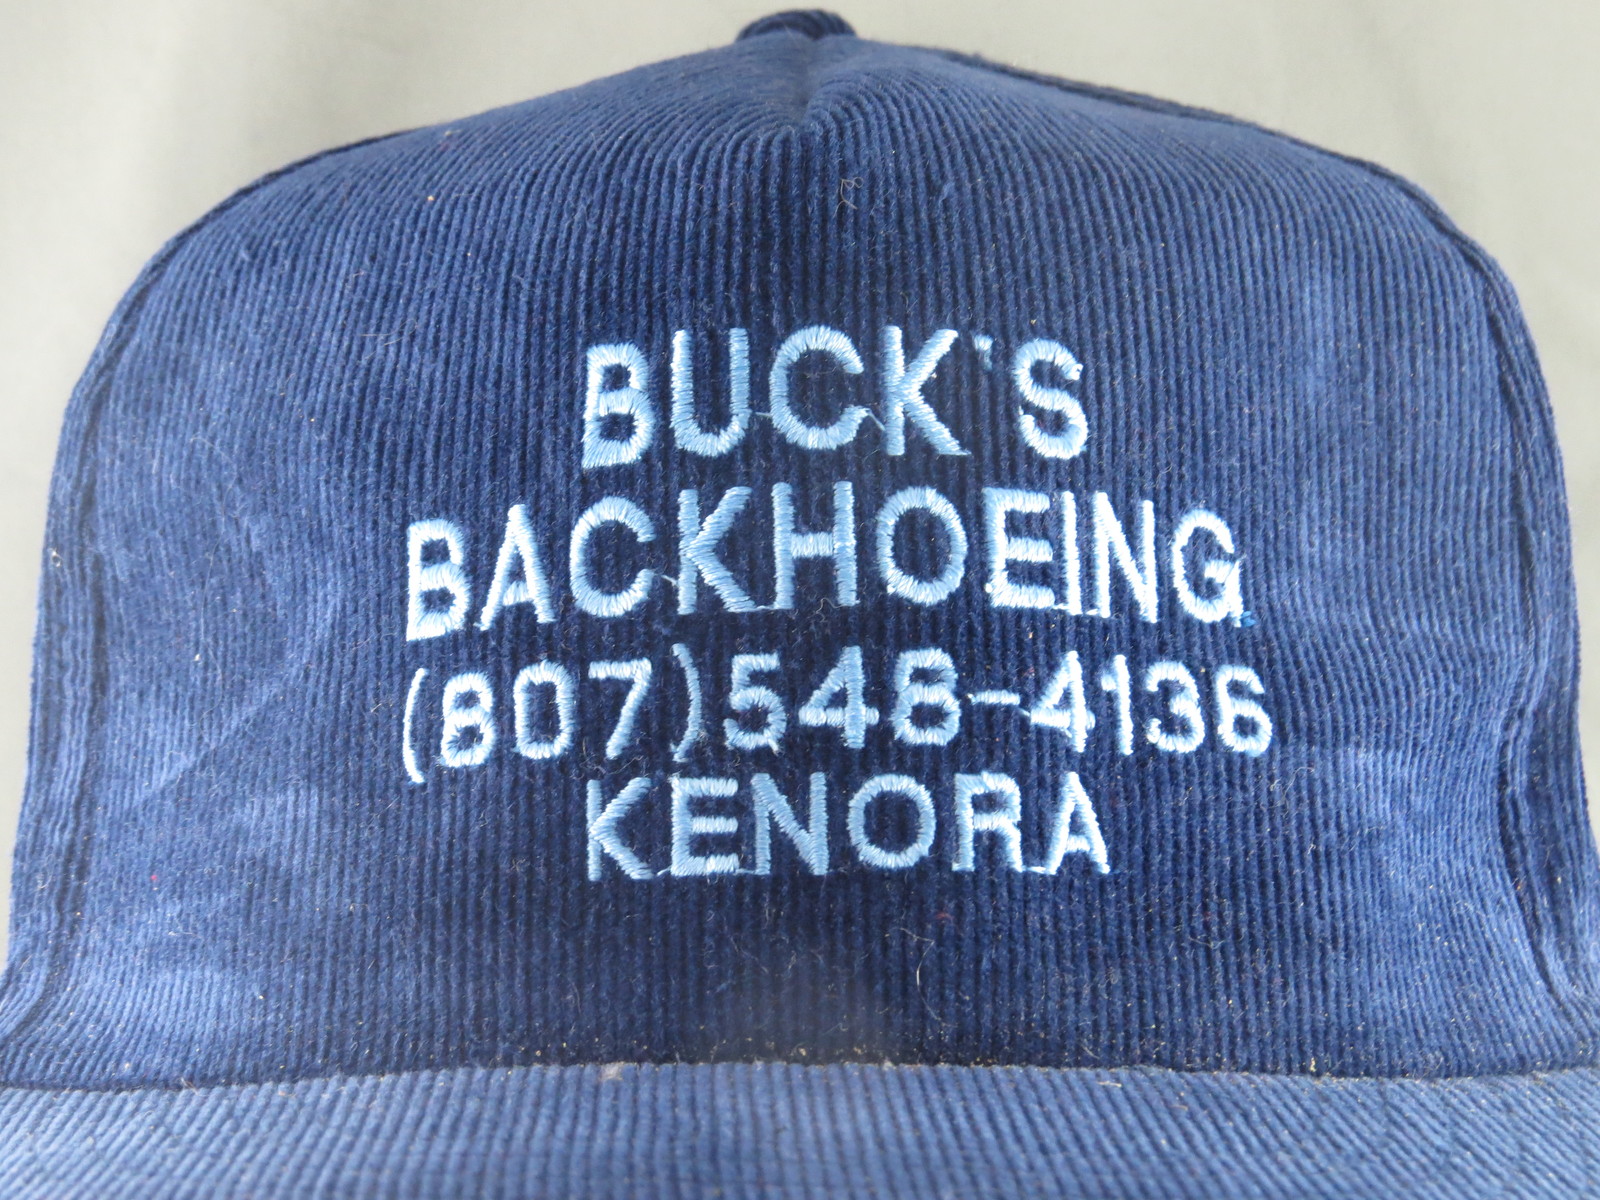 BUCK'S
BACKHOEING
(807)548-4136
KENORA